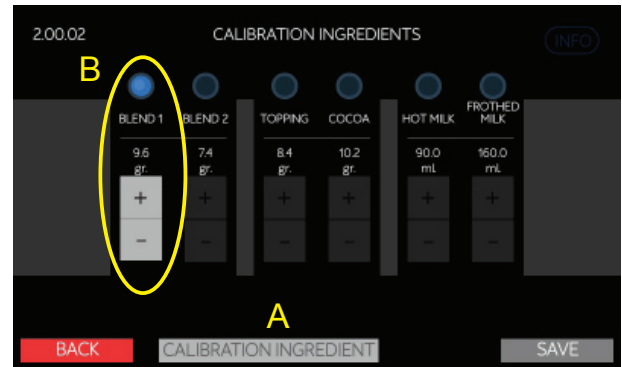 2.00.02 CALIBRATION INGREDIENTS INFO
B
BLEND 1 BLEND 2 TOPPING COCOA HOT MILK FROTHED
MILK
9.6 7.4 8.4 10.2 90.0 160.0
gr. gr. gr. gr. ml. ml.
+ + + + + +
- - - - - -
A
BACK CALIBRATION INGREDIENT SAVE